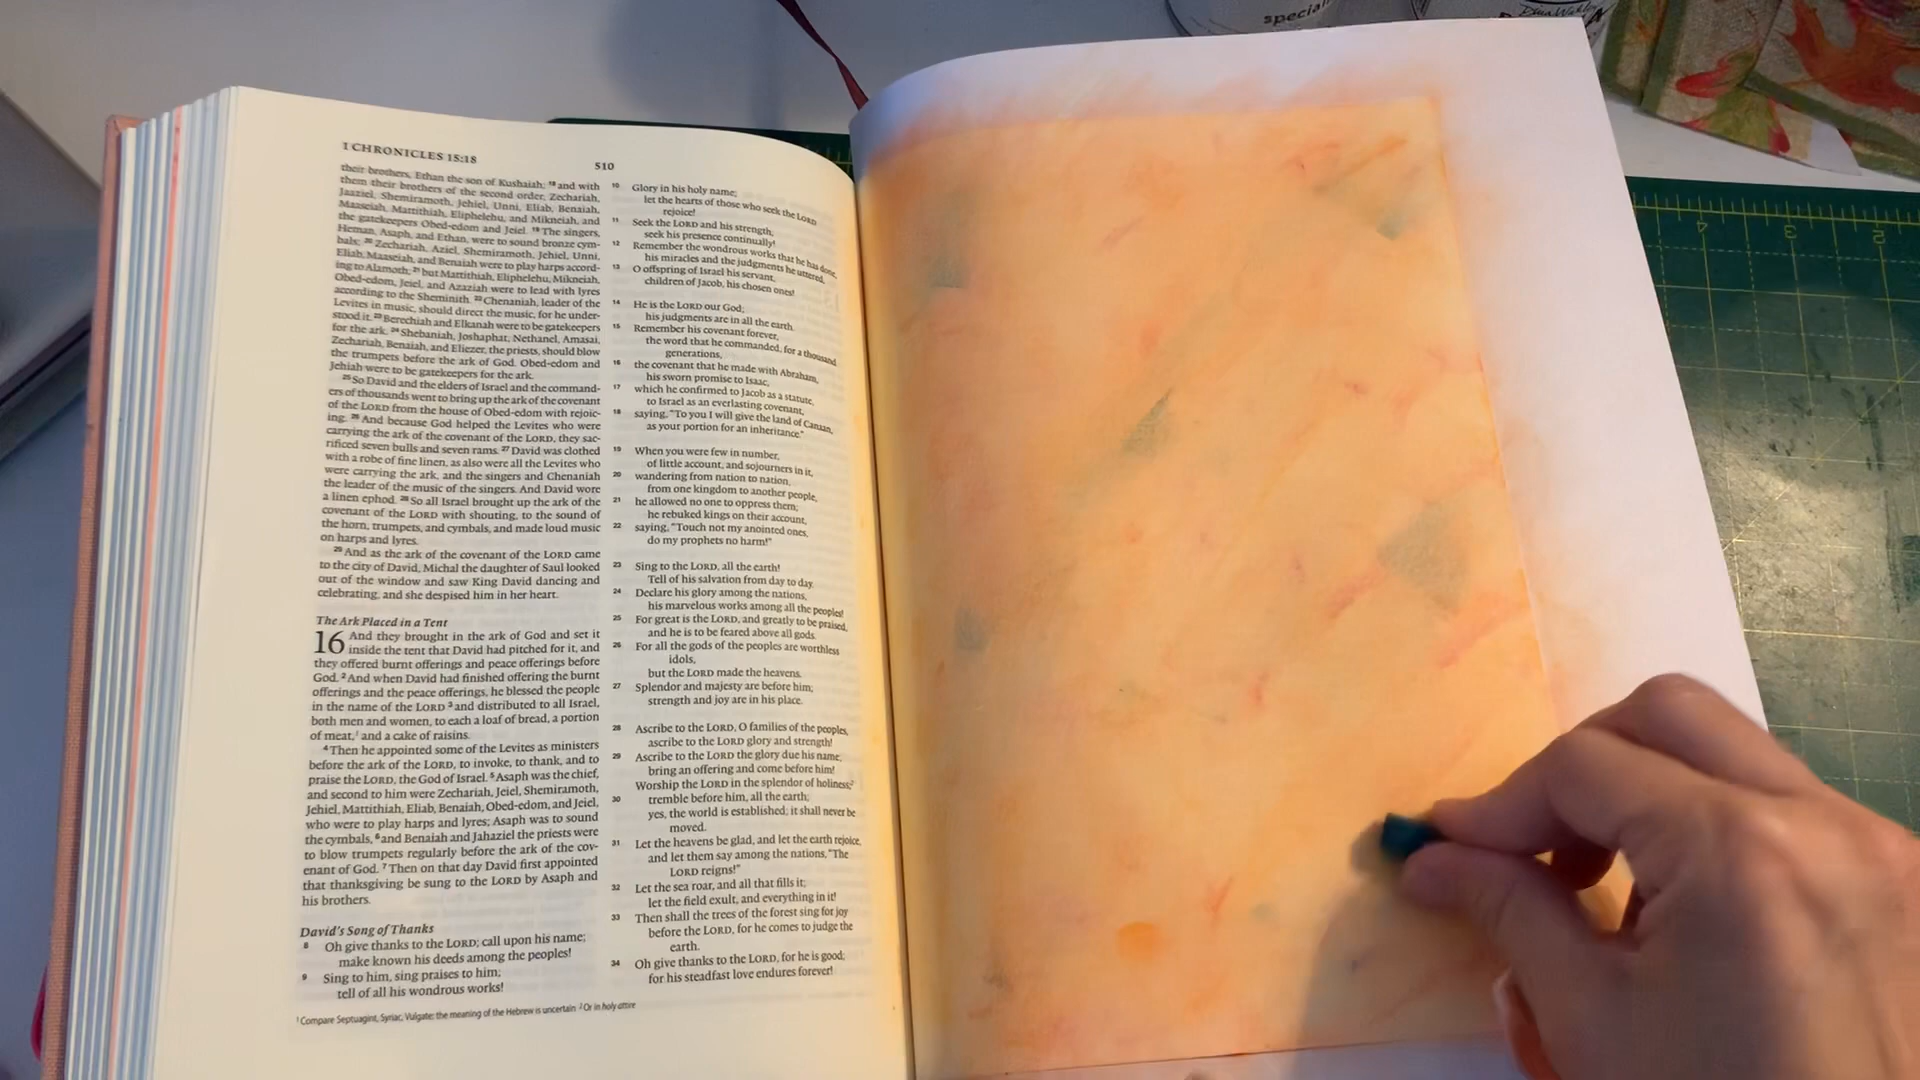 special
Dina Wakley
4
3
2
1 CHRONICLES 15:18
510
their brothers, Ethan the son of Kushaiah; 18 and with
them their brothers of the second order, Zechariah,
Jaaziel, Shemiramoth, Jehiel, Unni, Eliab, Benaiah,
Maaseiah, Mattithiah, Eliphelehu, and Mikneiah, and
the gatekeepers Obed-edom and Jeiel. 19 The singers,
Heman, Asaph, and Ethan, were to sound bronze cym-
bals; 20 Zechariah, Aziel, Shemiramoth, Jehiel, Unni,
Eliab, Maaseiah, and Benaiah were to play harps accord-
ing to Alamoth; 21 but Mattithiah, Eliphelehu, Mikneiah,
Obed-edom, Jeiel, and Azaziah were to lead with lyres
according to the Sheminith. 22 Chenaniah, leader of the
Levites in music, should direct the music, for he under-
stood it. 23 Berechiah and Elkanah were to be gatekeepers
for the ark. 24 Shebaniah, Joshaphat, Nethanel, Amasai,
Zechariah, Benaiah, and Eliezer, the priests, should blow
the trumpets before the ark of God. Obed-edom and
Jehiah were to be gatekeepers for the ark.
25 So David and the elders of Israel and the command-
ers of thousands went to bring up the ark of the covenant
of the LORD from the house of Obed-edom with rejoic-
ing. 26 And because God helped the Levites who were
carrying the ark of the covenant of the LORD, they sac-
rificed seven bulls and seven rams. 27 David was clothed
with a robe of fine linen, as also were all the Levites who
were carrying the ark, and the singers and Chenaniah
the leader of the music of the singers. And David wore
a linen ephod. 28 So all Israel brought up the ark of the
covenant of the LORD with shouting, to the sound of
the horn, trumpets, and cymbals, and made loud music
on harps and lyres.
29 And as the ark of the covenant of the LORD came
to the city of David, Michal the daughter of Saul looked
out of the window and saw King David dancing and
celebrating, and she despised him in her heart.
The Ark Placed in a Tent
16 And they brought in the ark of God and set it
inside the tent that David had pitched for it, and
they offered burnt offerings and peace offerings before
God. 2 And when David had finished offering the burnt
offerings and the peace offerings, he blessed the people
in the name of the LORD 3 and distributed to all Israel,
both men and women, to each a loaf of bread, a portion
of meat,1 and a cake of raisins.
4 Then he appointed some of the Levites as ministers
before the ark of the LORD, to invoke, to thank, and to
praise the LORD, the God of Israel. 5 Asaph was the chief,
and second to him were Zechariah, Jeiel, Shemiramoth,
Jehiel, Mattithiah, Eliab, Benaiah, Obed-edom, and Jeiel,
who were to play harps and lyres; Asaph was to sound
the cymbals, 6 and Benaiah and Jahaziel the priests were
to blow trumpets regularly before the ark of the cov-
enant of God. 7 Then on that day David first appointed
that thanksgiving be sung to the LORD by Asaph and
his brothers.
David's Song of Thanks
8 Oh give thanks to the LORD; call upon his name;
make known his deeds among the peoples!
9 Sing to him, sing praises to him;
tell of all his wondrous works!
10 Glory in his holy name;
let the hearts of those who seek the LORD
rejoice!
11 Seek the LORD and his strength;
seek his presence continually!
12 Remember the wondrous works that he has done,
his miracles and the judgments he uttered,
13 O offspring of Israel his servant,
children of Jacob, his chosen ones!
14 He is the LORD our God;
his judgments are in all the earth.
15 Remember his covenant forever,
the word that he commanded, for a thousand
generations,
16 the covenant that he made with Abraham,
his sworn promise to Isaac,
17 which he confirmed to Jacob as a statute,
to Israel as an everlasting covenant,
18 saying, "To you I will give the land of Canaan,
as your portion for an inheritance."
19 When you were few in number,
of little account, and sojourners in it,
20 wandering from nation to nation,
from one kingdom to another people,
21 he allowed no one to oppress them;
he rebuked kings on their account,
22 saying, "Touch not my anointed ones,
do my prophets no harm!"
23 Sing to the LORD, all the earth!
Tell of his salvation from day to day.
24 Declare his glory among the nations,
his marvelous works among all the peoples!
25 For great is the LORD, and greatly to be praised,
and he is to be feared above all gods.
26 For all the gods of the peoples are worthless
idols,
but the LORD made the heavens.
27 Splendor and majesty are before him;
strength and joy are in his place.
28 Ascribe to the LORD, O families of the peoples,
ascribe to the LORD glory and strength!
29 Ascribe to the LORD the glory due his name;
bring an offering and come before him!
Worship the LORD in the splendor of holiness;2
30 tremble before him, all the earth;
yes, the world is established; it shall never be
moved.
31 Let the heavens be glad, and let the earth rejoice,
and let them say among the nations, "The
LORD reigns!"
32 Let the sea roar, and all that fills it;
let the field exult, and everything in it!
33 Then shall the trees of the forest sing for joy
before the LORD, for he comes to judge the
earth.
34 Oh give thanks to the LORD, for he is good;
for his steadfast love endures forever!
1 Compare Septuagint, Syriac, Vulgate; the meaning of the Hebrew is uncertain 2 Or in holy attire